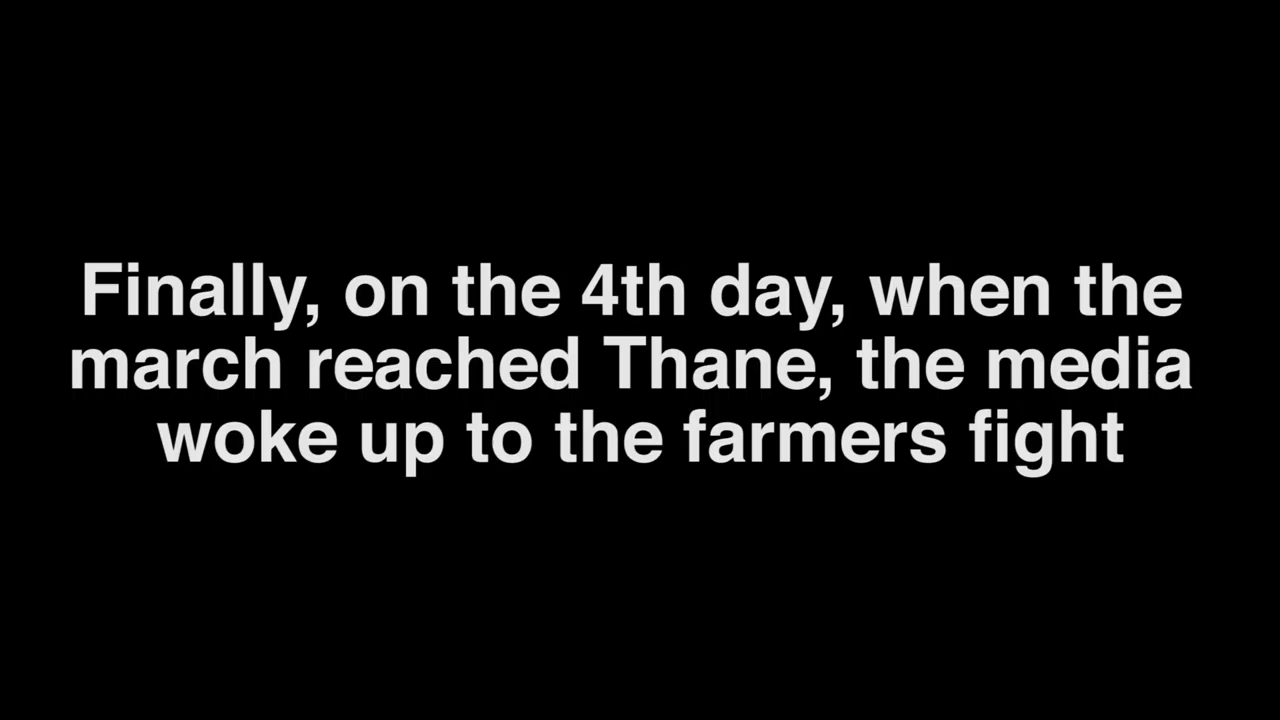 Finally, on the 4th day, when the
march reached Thane, the media
woke up to the farmers fight